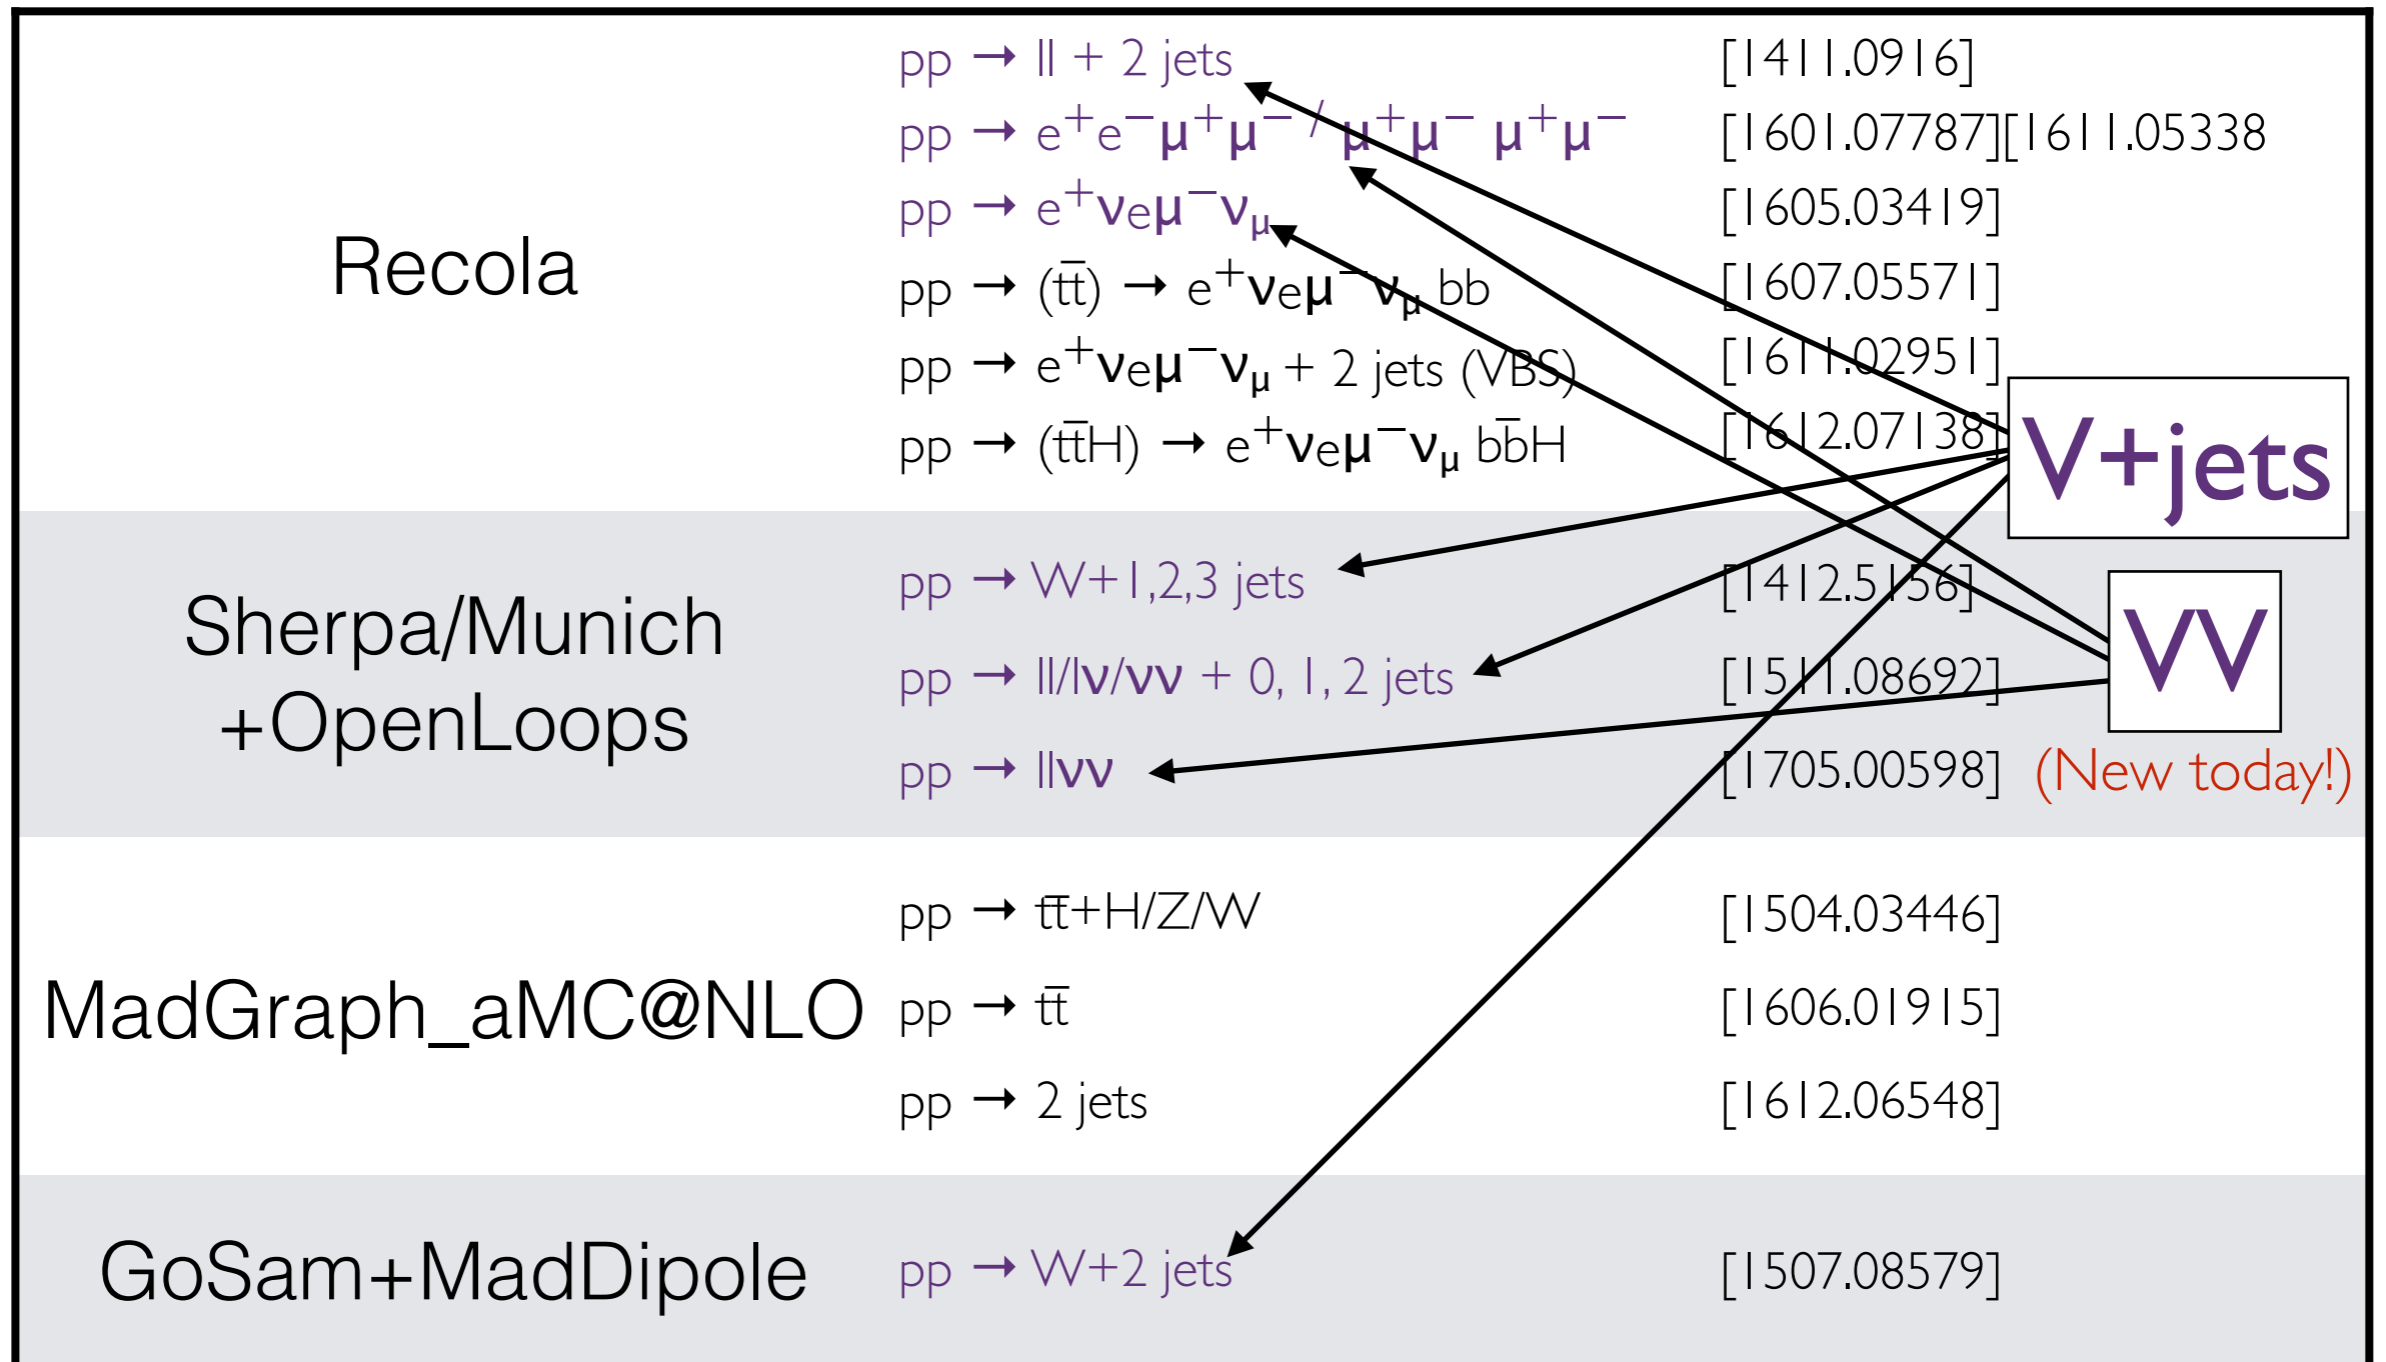 pp → ll + 2 jets [1411.0916]
pp → e⁺e⁻μ⁺μ⁻ / μ⁺μ⁻ μ⁺μ⁻ [1601.07787][1611.05338
pp → e⁺νeμ⁻ν_μ [1605.03419]
Recola
pp → (tt̄) → e⁺νeμ⁻ν_μ bb [1607.05571]
pp → e⁺νeμ⁻ν_μ + 2 jets (VBS) [1611.02951]
pp → (tt̄H) → e⁺νeμ⁻ν_μ bb̄H [1612.07138]
V+jets
Sherpa/Munich
+OpenLoops
pp → W+1,2,3 jets [1412.5156]
pp → ll/lν/νν + 0, 1, 2 jets [1511.08692]
VV
pp → llνν [1705.00598] (New today!)
pp → tt̄+H/Z/W [1504.03446]
MadGraph_aMC@NLO pp → tt̄ [1606.01915]
pp → 2 jets [1612.06548]
GoSam+MadDipole pp → W+2 jets [1507.08579]